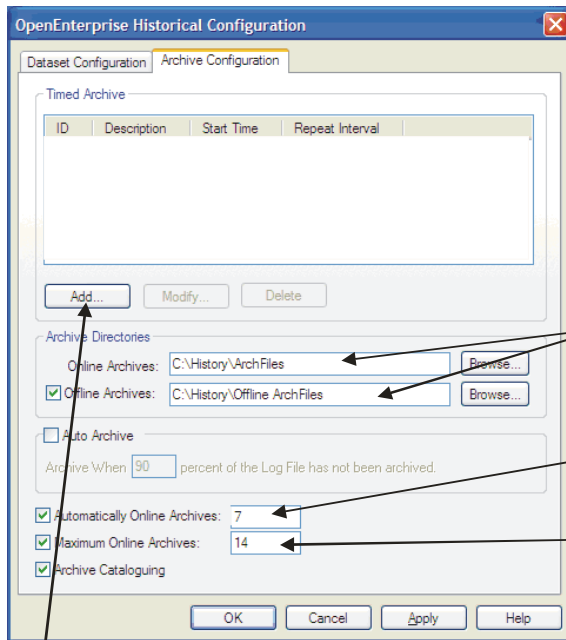 OpenEnterprise Historical Configuration
Dataset Configuration Archive Configuration
Timed Archive
ID Description Start Time Repeat Interval
Add... Modify... Delete
Archive Directories
Online Archives: C:\History\ArchFiles Browse...
Offline Archives: C:\History\Offline ArchFiles Browse...
Auto Archive
Archive When 90 percent of the Log File has not been archived.
Automatically Online Archives: 7
Maximum Online Archives: 14
Archive Cataloguing
OK Cancel Apply Help